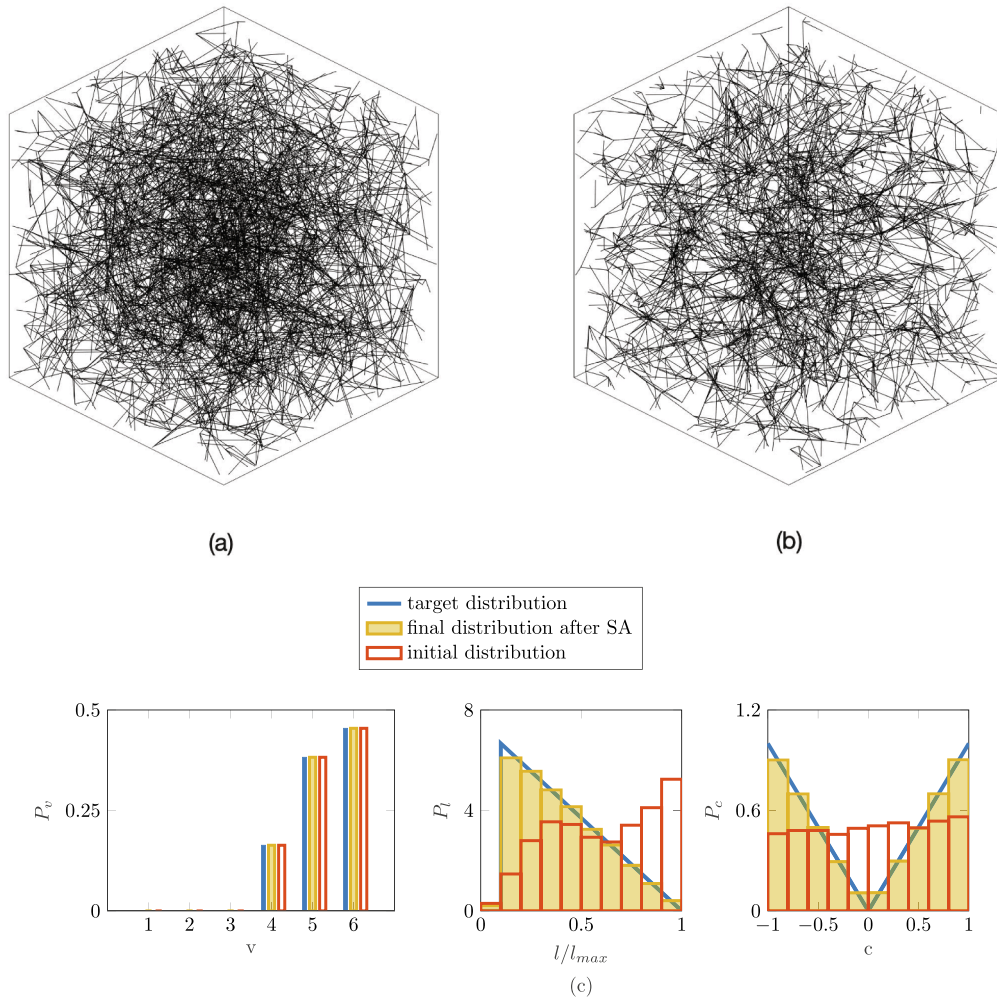 (a)
(b)
target distribution
final distribution after SA
initial distribution
0.5
0.25
0
P_v
1 2 3 4 5 6
v
8
4
0
P_l
0 0.5 1
l/l_{max}
(c)
1.2
0.6
0
P_c
−1 −0.5 0 0.5 1
c